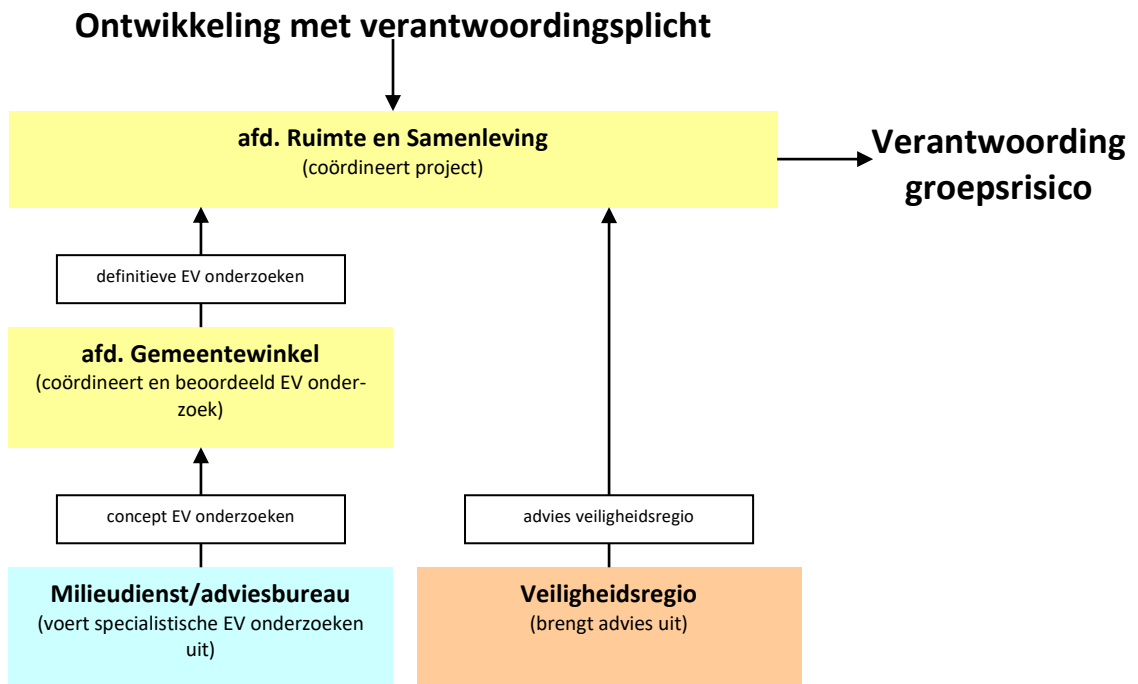 Ontwikkeling met verantwoordingsplicht
afd. Ruimte en Samenleving
(coördineert project)
Verantwoording
groepsrisico
definitieve EV onderzoeken
afd. Gemeentewinkel
(coördineert en beoordeeld EV onder-
zoek)
concept EV onderzoeken
advies veiligheidsregio
Milieudienst/adviesbureau
(voert specialistische EV onderzoeken
uit)
Veiligheidsregio
(brengt advies uit)